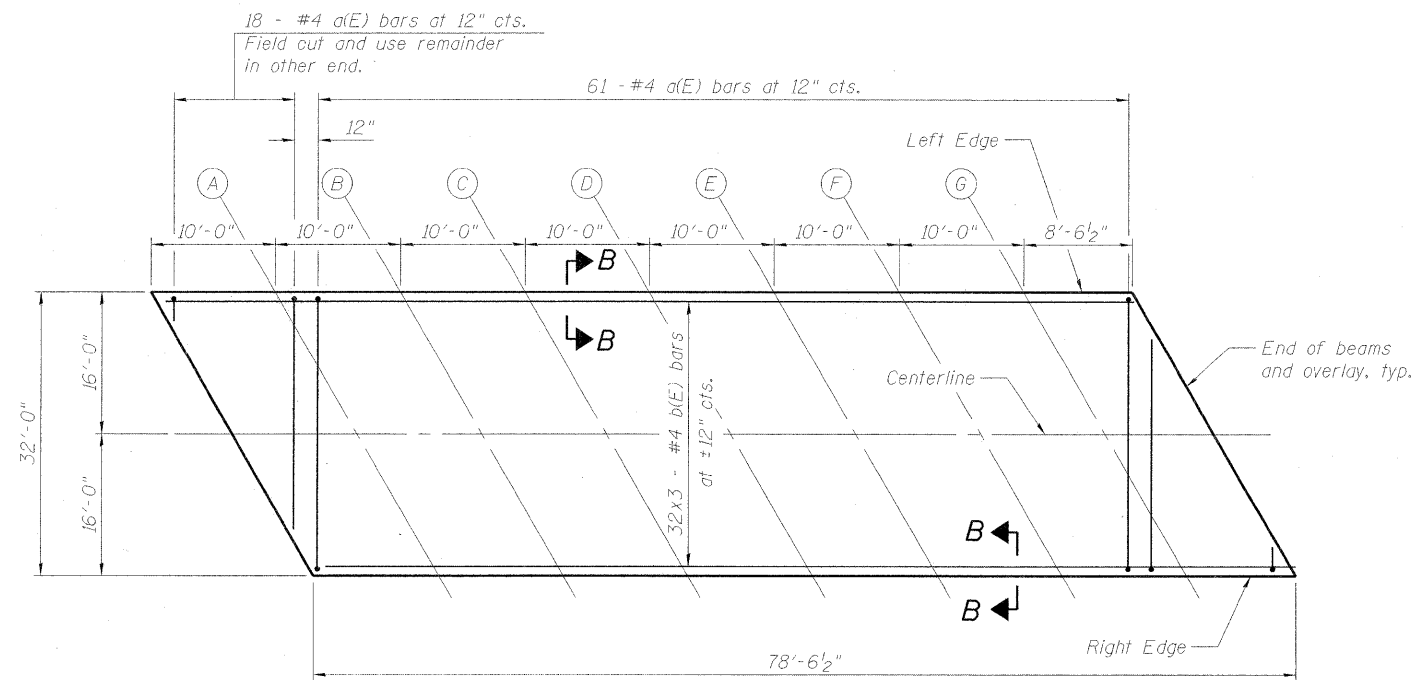 18 - #4 a(E) bars at 12" cts.
Field cut and use remainder
in other end.
61 - #4 a(E) bars at 12" cts.
12"
Left Edge
A
B
C
D
E
F
G
10'-0"
10'-0"
10'-0"
10'-0"
10'-0"
10'-0"
10'-0"
8'-6½"
B
B
32'-0"
16'-0"
16'-0"
32x3 - #4 b(E) bars
at ±12" cts.
Centerline
End of beams
and overlay, typ.
B
B
Right Edge
78'-6½"